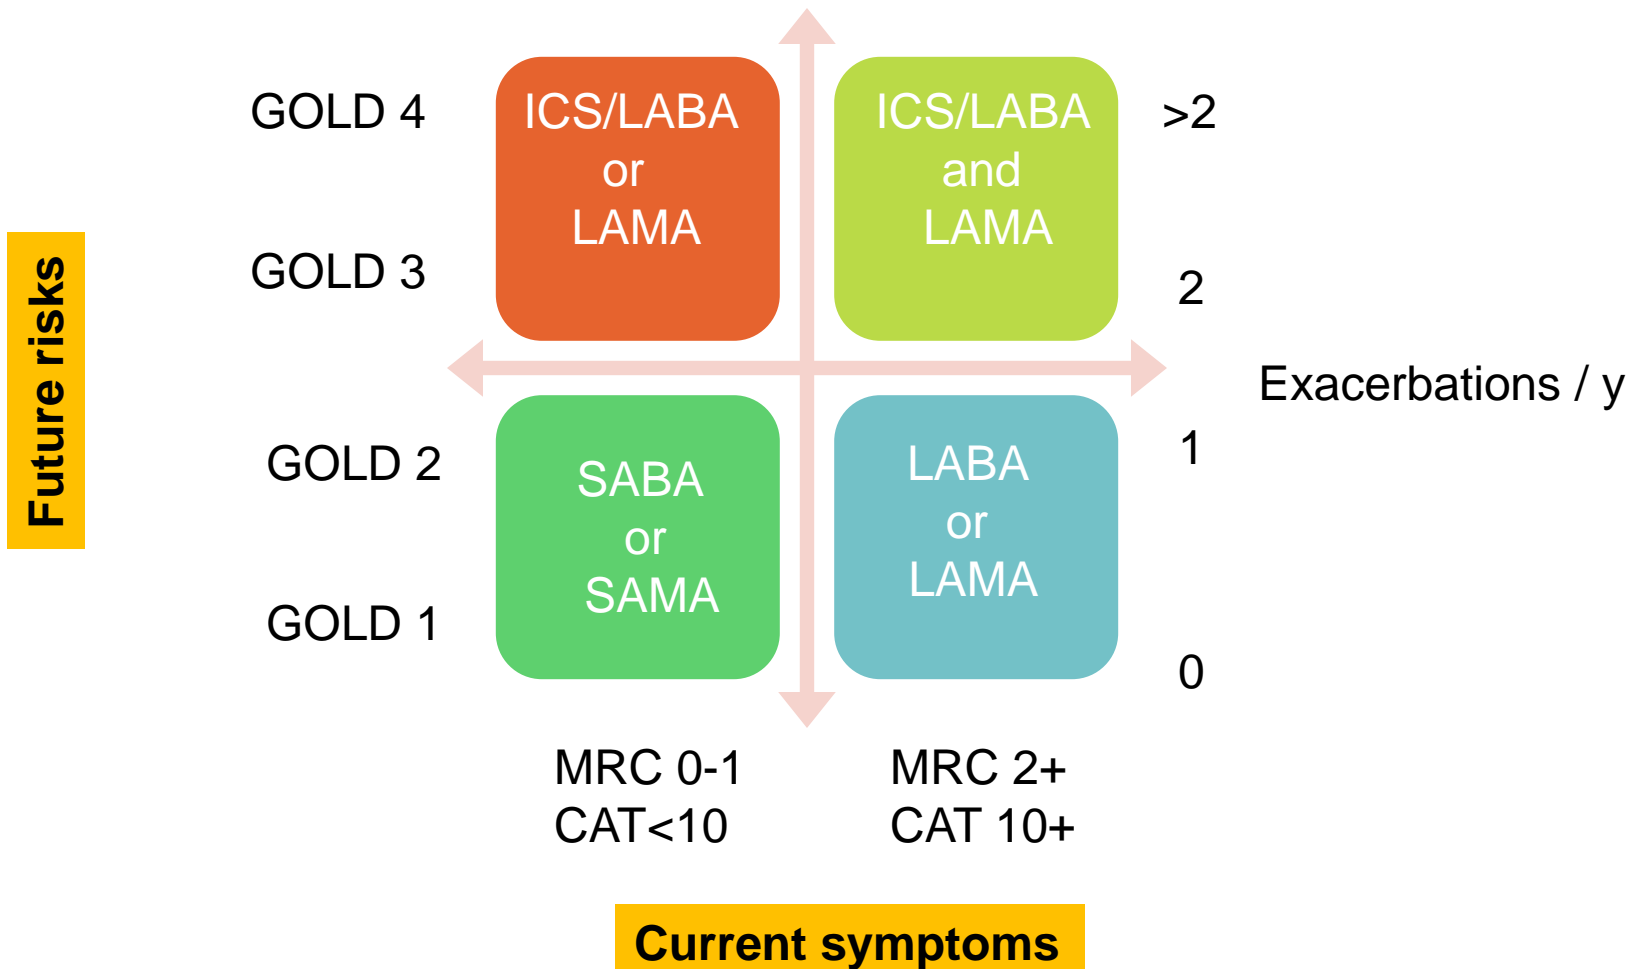 GOLD 4
ICS/LABA
or
LAMA
ICS/LABA
and
LAMA
>2
GOLD 3
2
Future risks
Exacerbations / y
GOLD 2
SABA
or
SAMA
LABA
or
LAMA
1
GOLD 1
0
MRC 0-1
CAT<10
MRC 2+
CAT 10+
Current symptoms